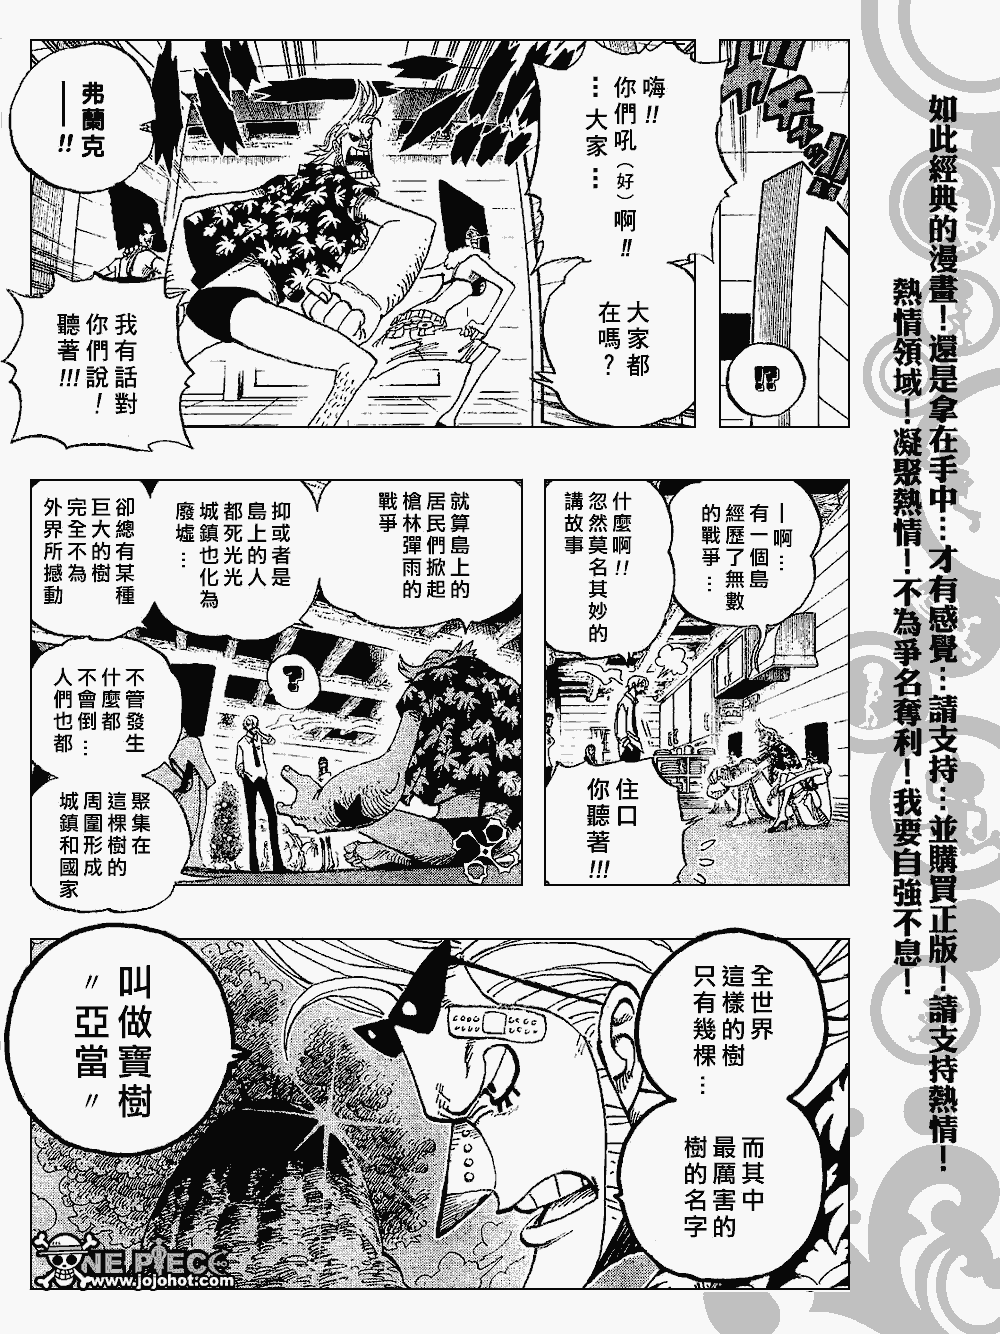 !?
嗨!!
你們吼(好)啊!!
…大家…
大家都
在嗎?
弗蘭克
——!!
我有話對
你們說!
聽著!!!
—啊…
有一個島
經歷了無數
的戰爭…
什麼啊!!
忽然莫名其妙的
講故事
住口
你聽著!!!
就算島上的
居民們掀起
槍林彈雨的
戰爭
抑或者是
島上的人
都死光光
城鎮也化為
廢墟…
卻總有某種
巨大的樹
完全不為
外界所撼動
?
不管發生
什麼都
不會倒…
人們也都
聚集在
這棵樹的
周圍形成
城鎮和國家
全世界
這樣的樹
只有幾棵…
而其中
最厲害的
樹的名字
叫做寶樹
"亞當"
ONE PIECE
www.jojohot.com
如此經典的漫畫!還是拿在手中…才有感覺…請支持…並購買正版!請支持熱情!
熱情領域!凝聚熱情!不為爭名奪利!我要自強不息!